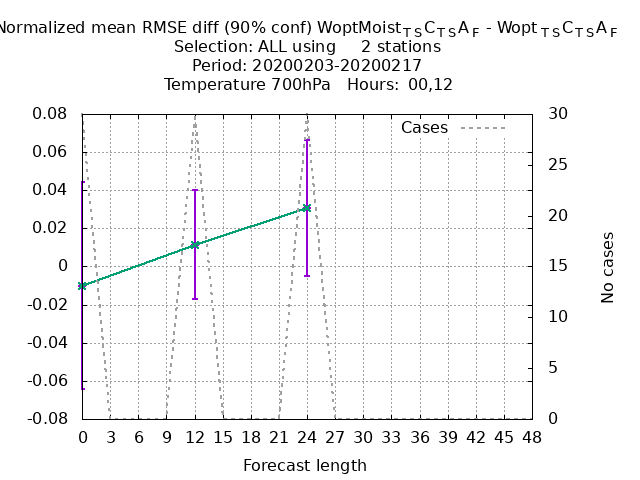 Normalized mean RMSE diff (90% conf) WoptMoist_TSC_TSA_F - Wopt_TSC_TSA_F
Selection: ALL using 2 stations
Period: 20200203-20200217
Temperature 700hPa Hours: 00,12
Cases
0.08
0.06
0.04
0.02
0
-0.02
-0.04
-0.06
-0.08
30
25
20
15
10
5
0
No cases
0 3 6 9 12 15 18 21 24 27 30 33 36 39 42 45 48
Forecast length